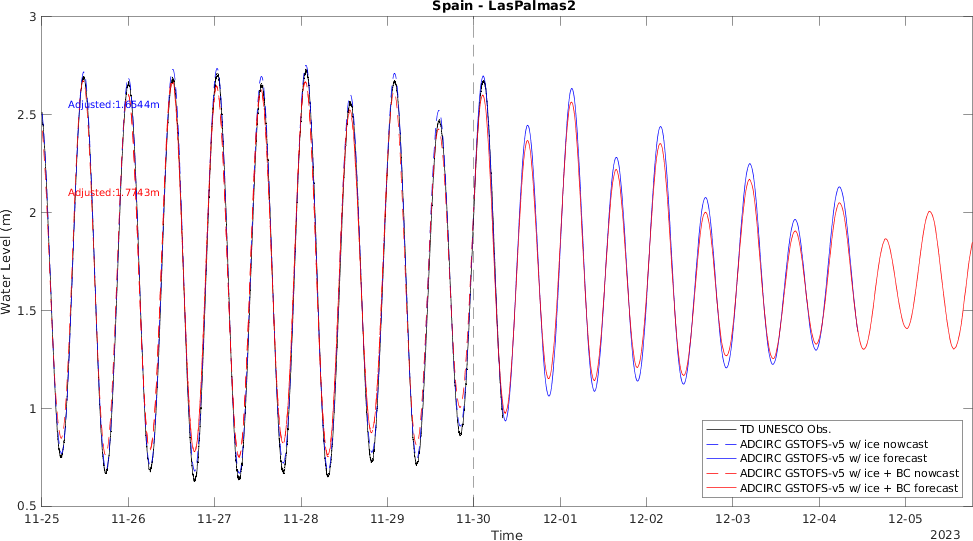 Spain - LasPalmas2
3
2.5
2
1.5
1
0.5
Water Level (m)
Adjusted:1.6544m
Adjusted:1.7743m
TD UNESCO Obs.
ADCIRC GSTOFS-v5 w/ ice nowcast
ADCIRC GSTOFS-v5 w/ ice forecast
ADCIRC GSTOFS-v5 w/ ice + BC nowcast
ADCIRC GSTOFS-v5 w/ ice + BC forecast
11-25 11-26 11-27 11-28 11-29 11-30 12-01 12-02 12-03 12-04 12-05
Time
2023